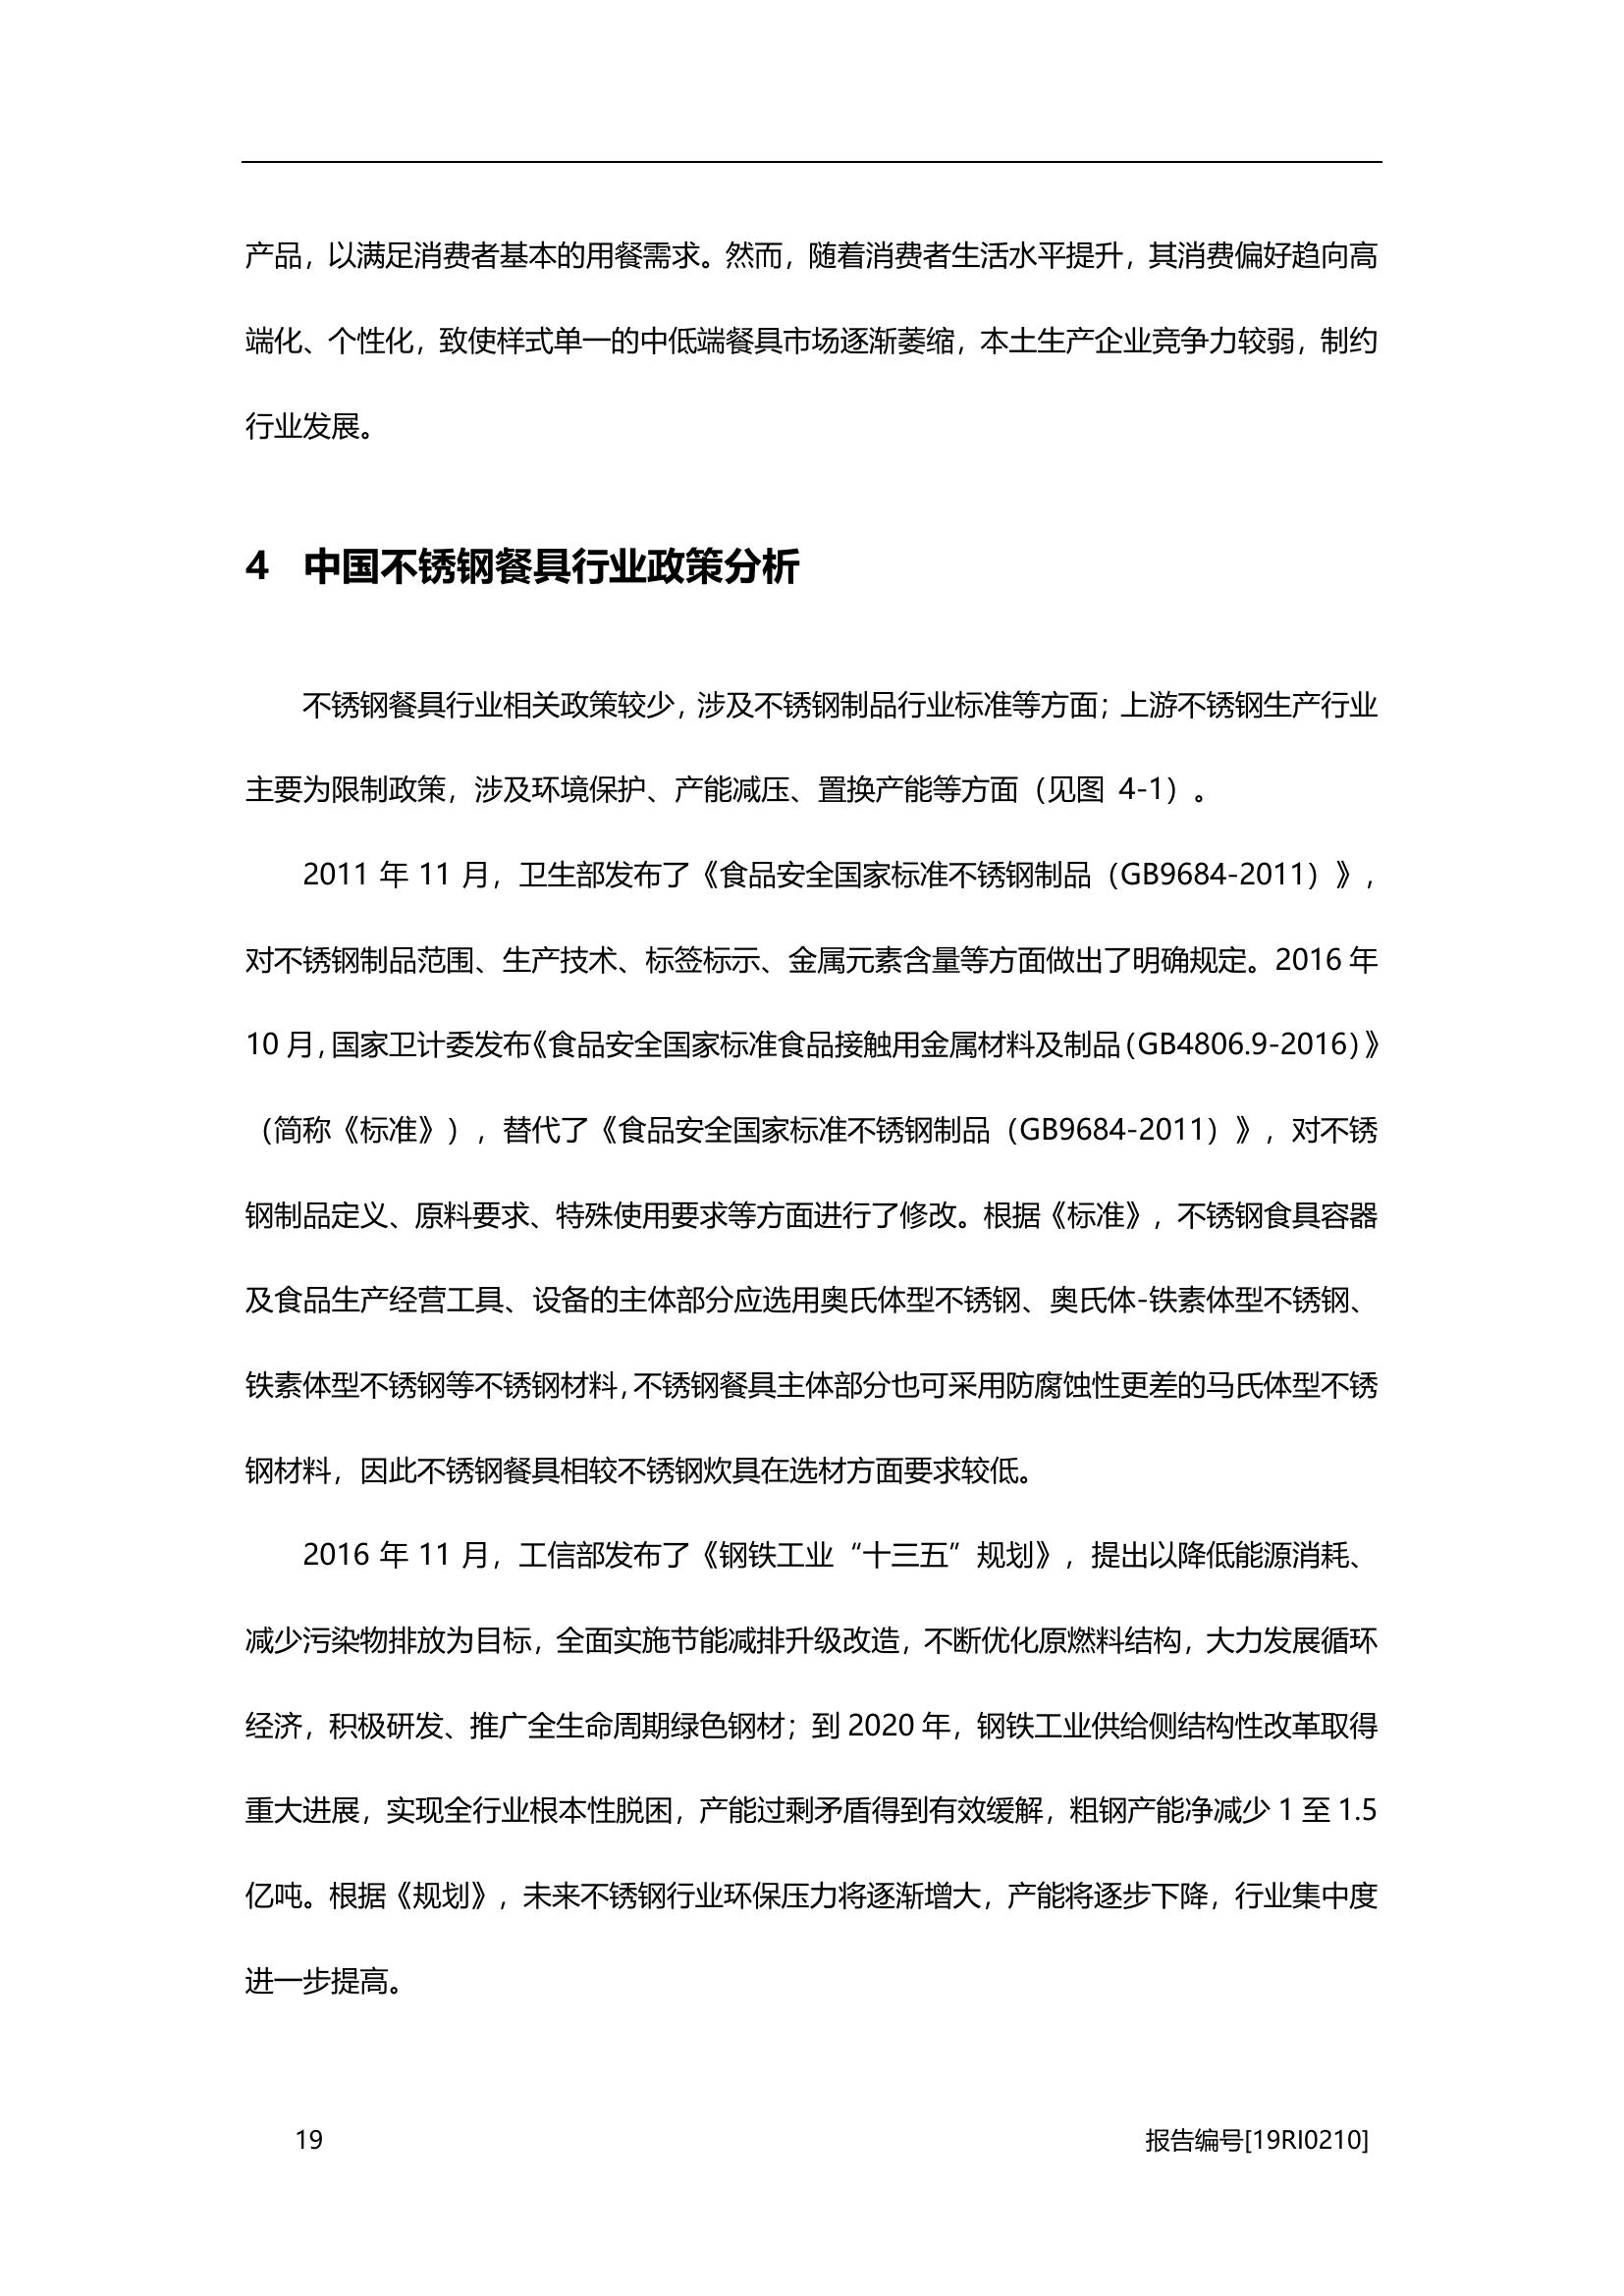 产品，以满足消费者基本的用餐需求。然而，随着消费者生活水平提升，其消费偏好趋向高
端化、个性化，致使样式单一的中低端餐具市场逐渐萎缩，本土生产企业竞争力较弱，制约
行业发展。
4 中国不锈钢餐具行业政策分析
不锈钢餐具行业相关政策较少，涉及不锈钢制品行业标准等方面；上游不锈钢生产行业
主要为限制政策，涉及环境保护、产能减压、置换产能等方面（见图 4-1）。
2011 年 11 月，卫生部发布了《食品安全国家标准不锈钢制品（GB9684-2011）》，
对不锈钢制品范围、生产技术、标签标示、金属元素含量等方面做出了明确规定。2016 年
10 月，国家卫计委发布《食品安全国家标准食品接触用金属材料及制品（GB4806.9-2016）》
（简称《标准》），替代了《食品安全国家标准不锈钢制品（GB9684-2011）》，对不锈
钢制品定义、原料要求、特殊使用要求等方面进行了修改。根据《标准》，不锈钢食具容器
及食品生产经营工具、设备的主体部分应选用奥氏体型不锈钢、奥氏体-铁素体型不锈钢、
铁素体型不锈钢等不锈钢材料，不锈钢餐具主体部分也可采用防腐蚀性更差的马氏体型不锈
钢材料，因此不锈钢餐具相较不锈钢炊具在选材方面要求较低。
2016 年 11 月，工信部发布了《钢铁工业“十三五”规划》，提出以降低能源消耗、
减少污染物排放为目标，全面实施节能减排升级改造，不断优化原燃料结构，大力发展循环
经济，积极研发、推广全生命周期绿色钢材；到 2020 年，钢铁工业供给侧结构性改革取得
重大进展，实现全行业根本性脱困，产能过剩矛盾得到有效缓解，粗钢产能净减少 1 至 1.5
亿吨。根据《规划》，未来不锈钢行业环保压力将逐渐增大，产能将逐步下降，行业集中度
进一步提高。
19 报告编号[19RI0210]